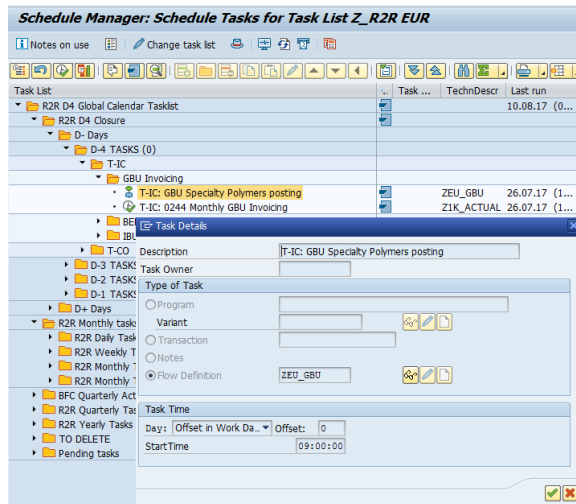 Schedule Manager: Schedule Tasks for Task List Z_R2R EUR
Notes on use Change task list
Task List .. Task ... TechnDescr Last run
R2R D4 Global Calendar Tasklist 10.08.17 (0...
R2R D4 Closure
D- Days
D-4 TASKS (0)
T-IC
GBU Invoicing
T-IC: GBU Specialty Polymers posting ZEU_GBU 26.07.17 (1...
T-IC: 0244 Monthly GBU Invoicing Z1K_ACTUAL 26.07.17 (1...
IBU
T-CO
D-3 TASKS
D-2 TASKS
D-1 TASKS
D+ Days
R2R Monthly tasks
R2R Daily Task
R2R Weekly T
R2R Monthly
R2R Monthly
BFC Quarterly Act
R2R Quarterly Tas
R2R Yearly Tasks
TO DELETE
Pending tasks
Task Details
Description T-IC: GBU Specialty Polymers posting
Task Owner
Type of Task
Program
Variant
Transaction
Notes
Flow Definition ZEU_GBU
Task Time
Day: Offset in Work Da... Offset: 0
StartTime 09:00:00